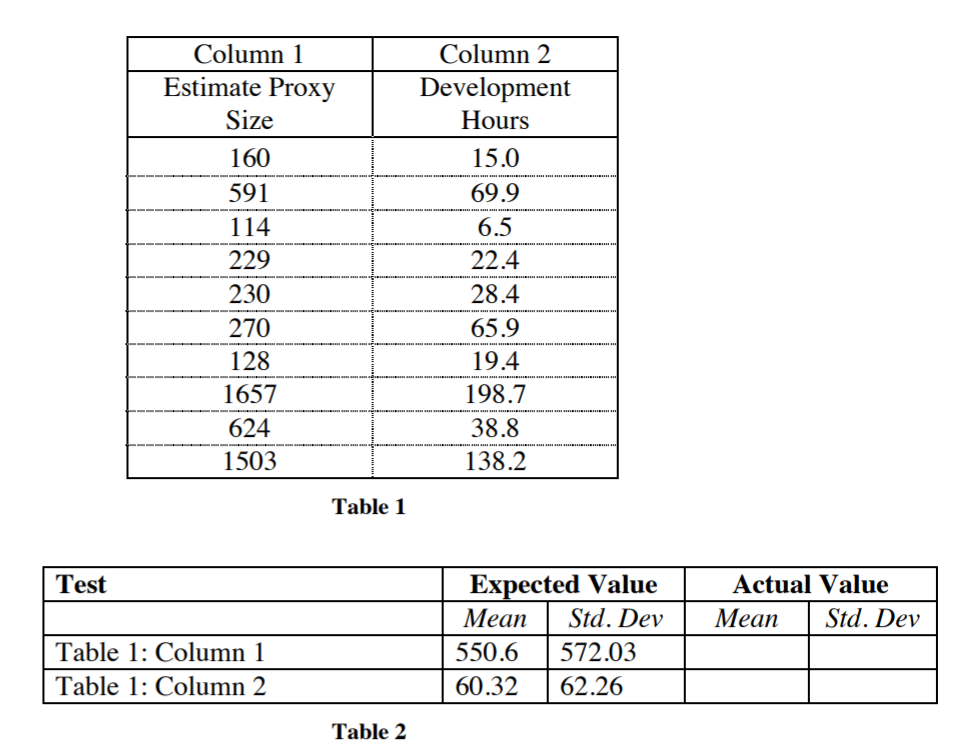 Column 1 Column 2
Estimate Proxy Development
Size Hours
160 15.0
591 69.9
114 6.5
229 22.4
230 28.4
270 65.9
128 19.4
1657 198.7
624 38.8
1503 138.2
Table 1
Test Expected Value Actual Value
Mean Std. Dev Mean Std. Dev
Table 1: Column 1 550.6 572.03
Table 1: Column 2 60.32 62.26
Table 2